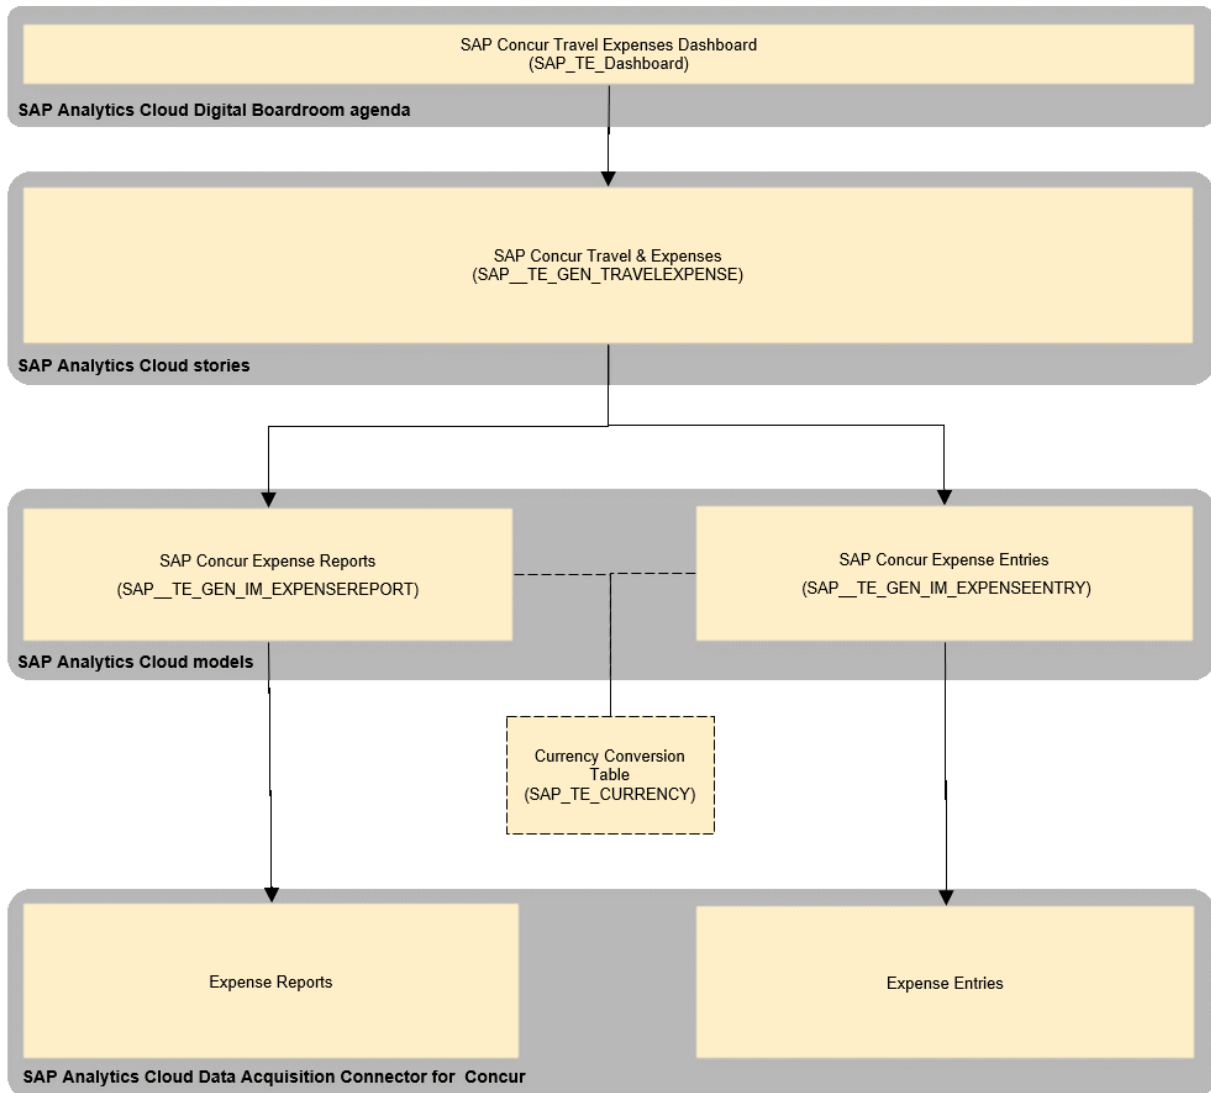 SAP Concur Travel Expenses Dashboard
(SAP_TE_Dashboard)
SAP Analytics Cloud Digital Boardroom agenda
SAP Concur Travel & Expenses
(SAP__TE_GEN_TRAVELEXPENSE)
SAP Analytics Cloud stories
SAP Concur Expense Reports
(SAP__TE_GEN_IM_EXPENSEREPORT)
SAP Concur Expense Entries
(SAP__TE_GEN_IM_EXPENSEENTRY)
SAP Analytics Cloud models
Currency Conversion
Table
(SAP_TE_CURRENCY)
Expense Reports
Expense Entries
SAP Analytics Cloud Data Acquisition Connector for  Concur